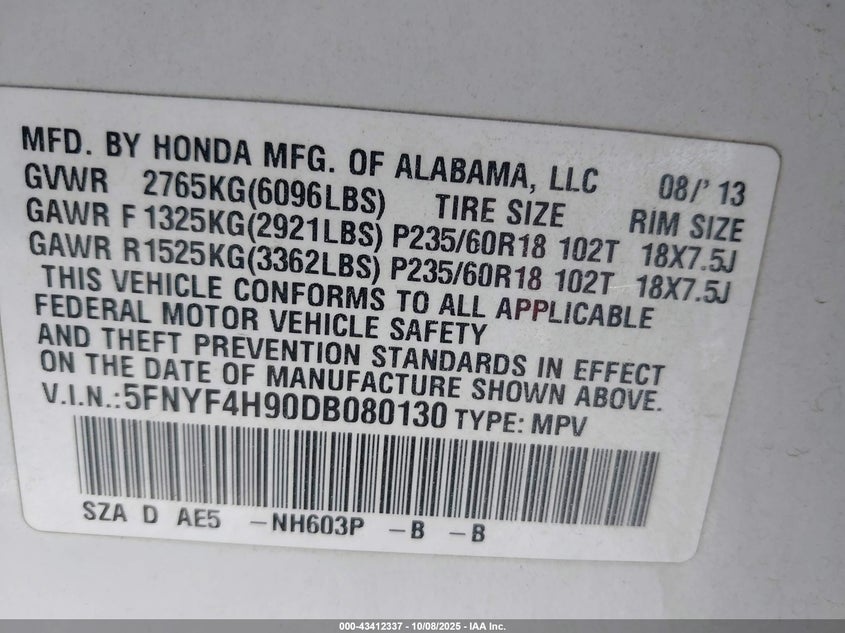 MFD. BY HONDA MFG. OF ALABAMA, LLC 08/'13
GVWR 2765KG(6096LBS) TIRE SIZE RIM SIZE
GAWR F 1325KG(2921LBS) P235/60R18 102T 18X7.5J
GAWR R 1525KG(3362LBS) P235/60R18 102T 18X7.5J
THIS VEHICLE CONFORMS TO ALL APPLICABLE
FEDERAL MOTOR VEHICLE SAFETY
AND THEFT PREVENTION STANDARDS IN EFFECT
ON THE DATE OF MANUFACTURE SHOWN ABOVE.
V.I.N.:5FNYF4H90DB080130 TYPE: MPV
SZA D AE5 -NH603P -B -B
000-43412337 - 10/08/2025 - IAA Inc.